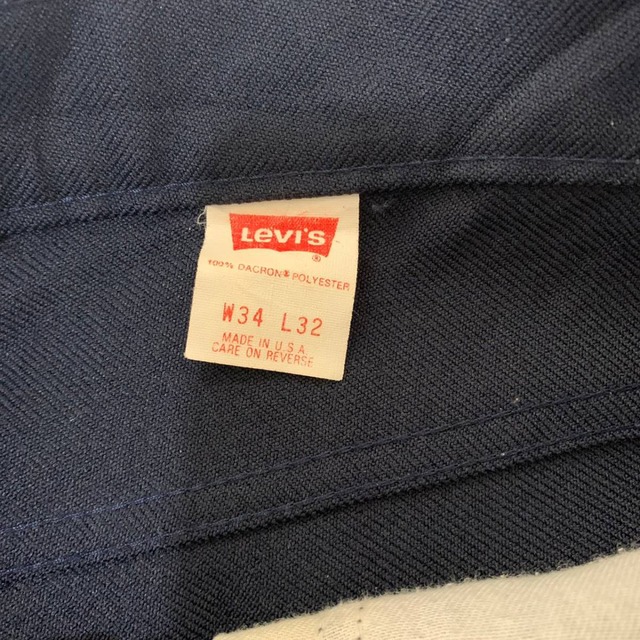 LEVI'S
®
100% DACRON® POLYESTER
W34 L32
MADE IN U.S.A
CARE ON REVERSE